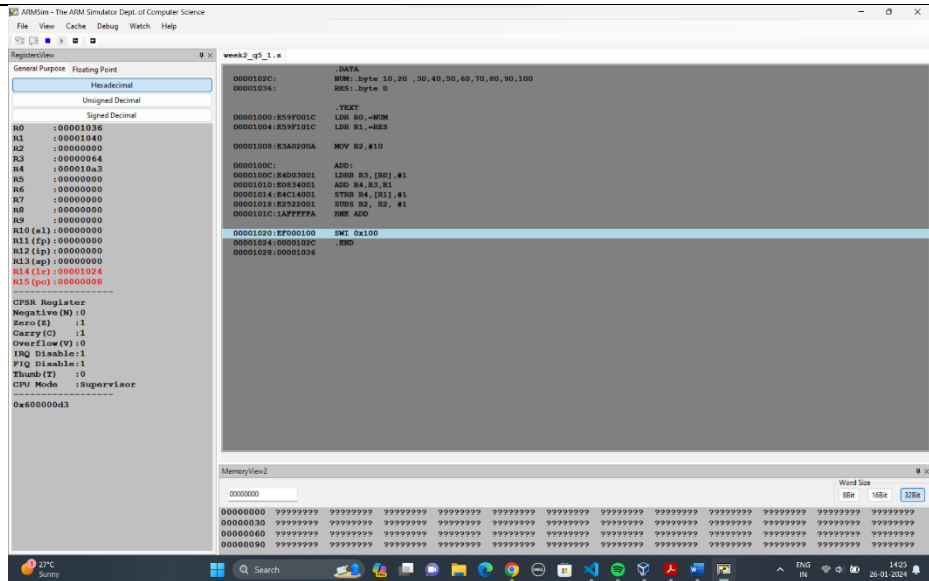 ARMSim - The ARM Simulator Dept. of Computer Science
File View Cache Debug Watch Help
RegistersView
week2_q5_1.s
General Purpose Floating Point
Hexadecimal
Unsigned Decimal
Signed Decimal
R0 :00001036
R1 :00001040
R2 :00000000
R3 :00000064
R4 :000010a3
R5 :00000000
R6 :00000000
R7 :00000000
R8 :00000000
R9 :00000000
R10(sl):00000000
R11(fp):00000000
R12(ip):00000000
R13(sp):00000000
R14(lr):00001024
R15(pc):00000008
CPSR Register
Negative(N):0
Zero(Z) :1
Carry(C) :1
Overflow(V):0
IRQ Disable:1
FIQ Disable:1
Thumb(T) :0
CPU Mode :Supervisor
0x600000d3
.DATA
0000102C: NUM:.byte 10,20 ,30,40,50,60,70,80,90,100
00001036: RES:.byte 0
.TEXT
00001000:E59F001C LDR R0,=NUM
00001004:E59F101C LDR R1,=RES
00001008:E3A0200A MOV R2,#10
0000100C: ADD:
0000100C:E4D03001 LDRB R3,[R0],#1
00001010:E0834001 ADD R4,R3,R1
00001014:E4C14001 STRB R4,[R1],#1
00001018:E2522001 SUBS R2, R2, #1
0000101C:1AFFFFFA BNE ADD
00001020:EF000100 SWI 0x100
00001024:0000102C .END
00001028:00001036
MemoryView2
Word Size
00000000
8Bit 16Bit 32Bit
00000000 ???????? ???????? ???????? ???????? ???????? ???????? ???????? ???????? ???????? ???????? ???????? ????????
00000030 ???????? ???????? ???????? ???????? ???????? ???????? ???????? ???????? ???????? ???????? ???????? ????????
00000060 ???????? ???????? ???????? ???????? ???????? ???????? ???????? ???????? ???????? ???????? ???????? ????????
00000090 ???????? ???????? ???????? ???????? ???????? ???????? ???????? ???????? ???????? ???????? ???????? ????????
27°C
Sunny
Search
ENG
IN
14:25
26-01-2024